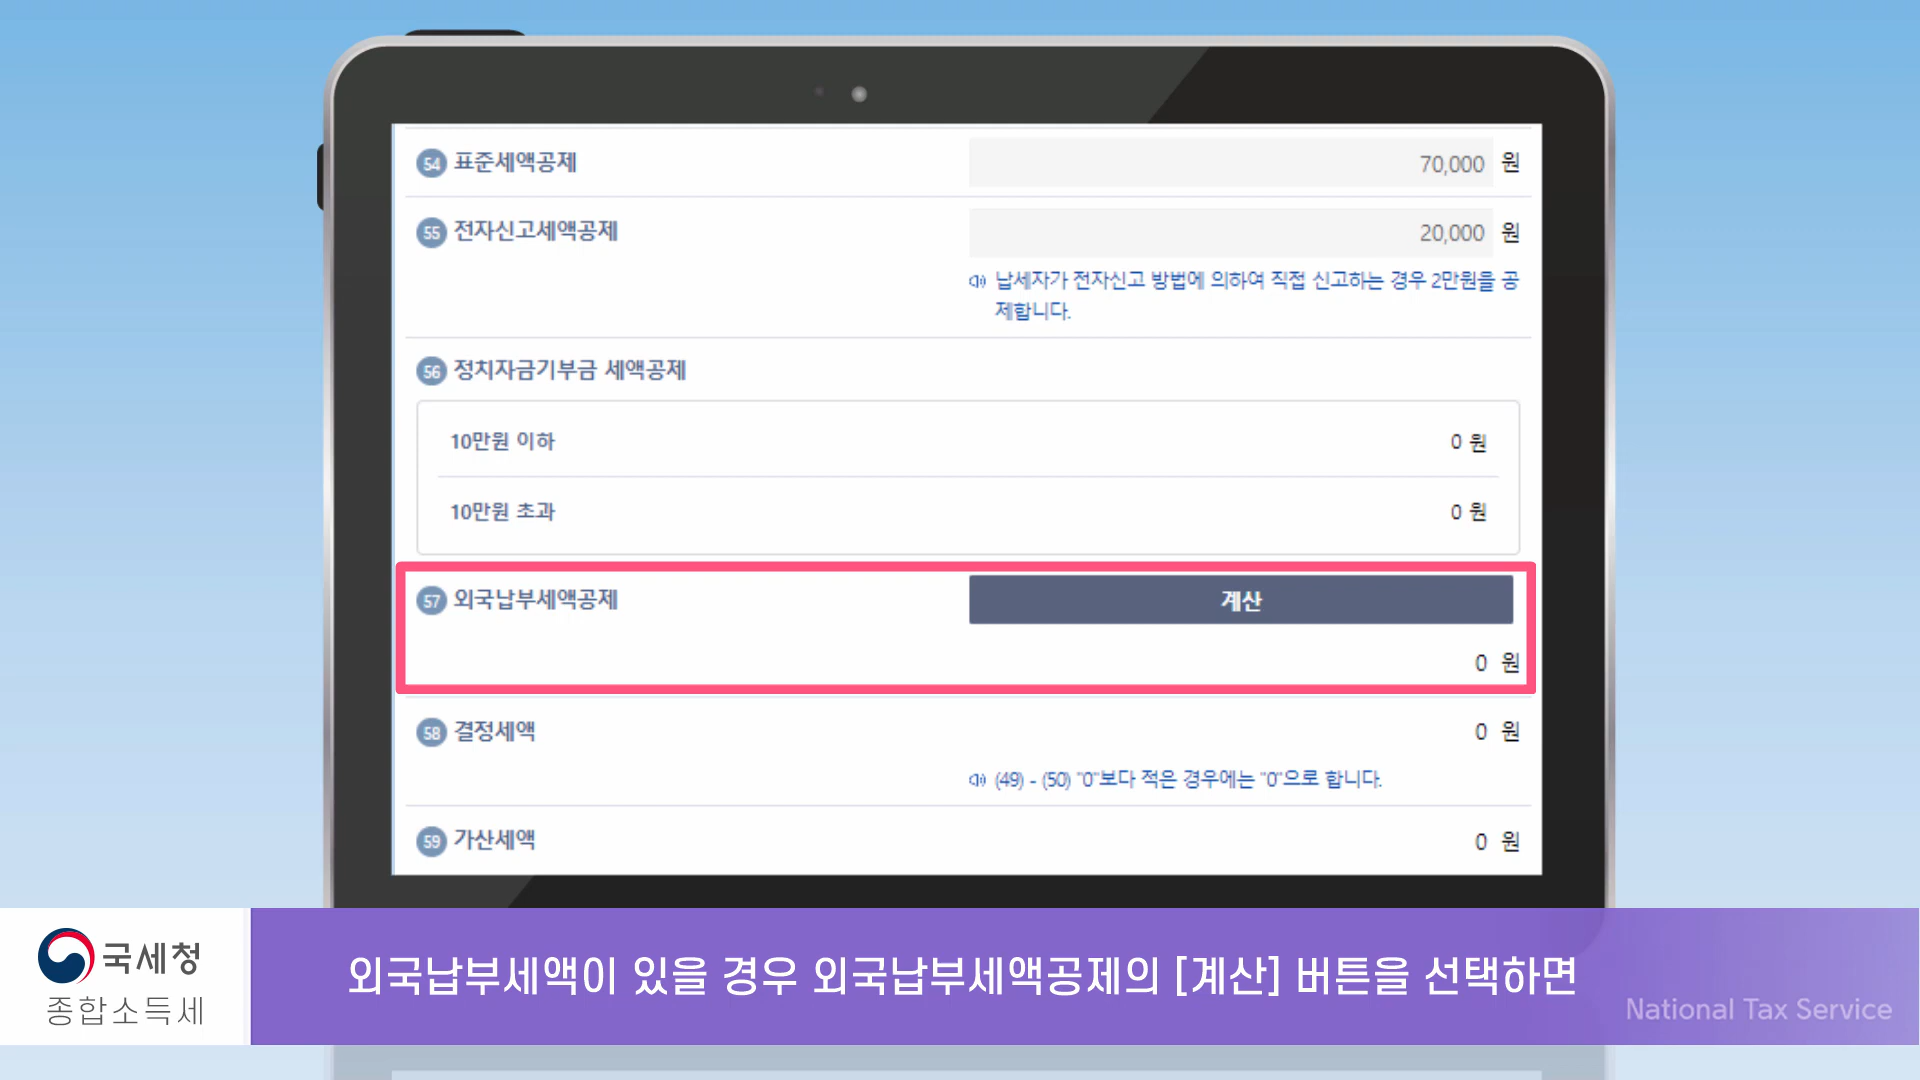 54 표준세액공제 70,000 원
55 전자신고세액공제 20,000 원
납세자가 전자신고 방법에 의하여 직접 신고하는 경우 2만원을 공
제합니다.
56 정치자금기부금 세액공제
10만원 이하 0 원
10만원 초과 0 원
57 외국납부세액공제 계산
0 원
58 결정세액 0 원
(49) - (50) "0"보다 적은 경우에는 "0"으로 합니다.
59 가산세액 0 원
국세청
종합소득세
외국납부세액이 있을 경우 외국납부세액공제의 [계산] 버튼을 선택하면
National Tax Service